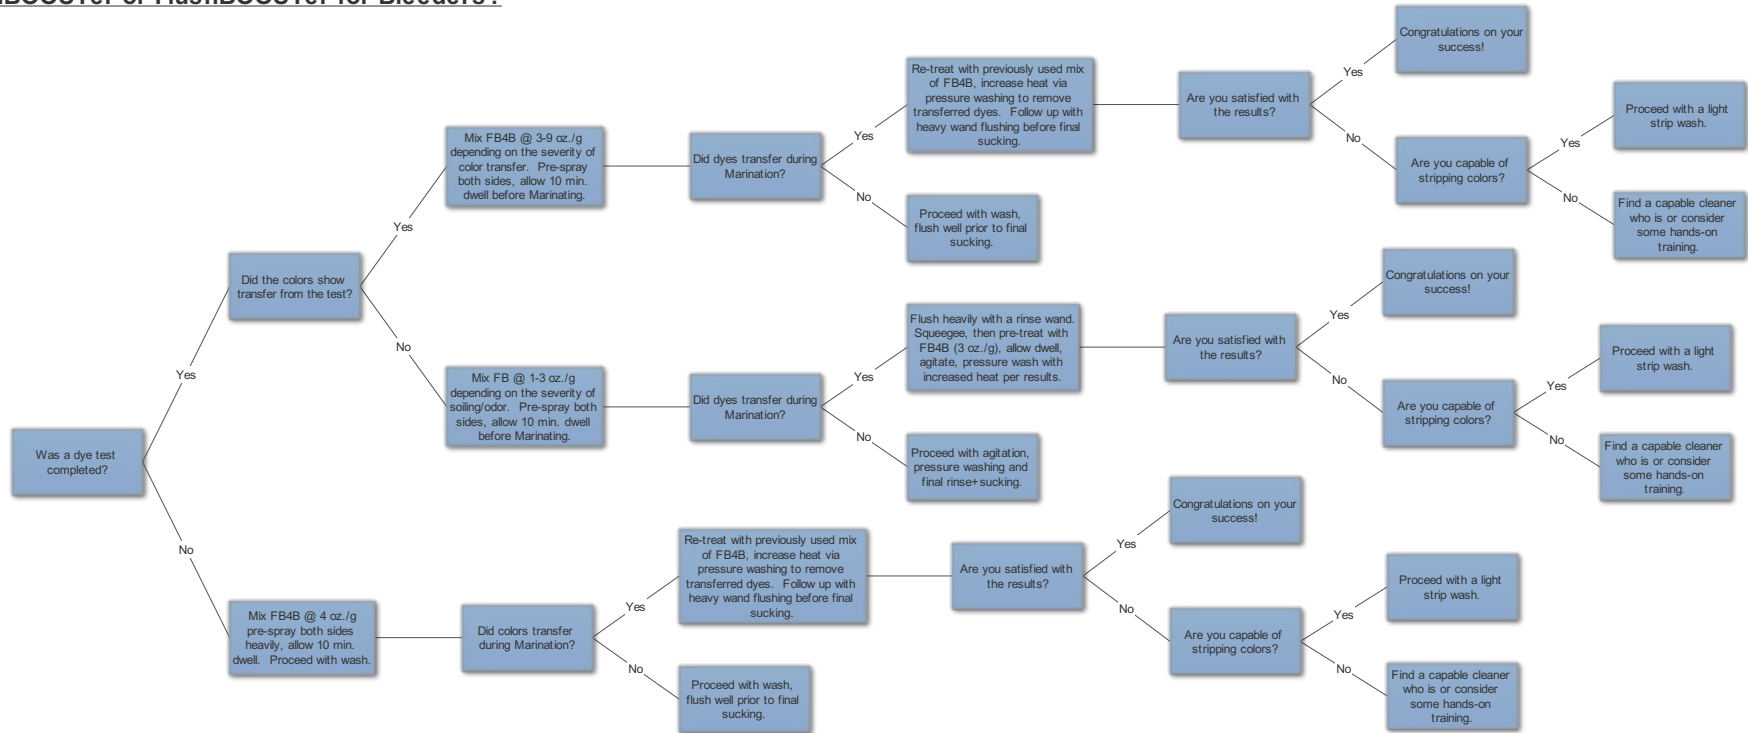 or FlushBOOSTer for Bleeders?
Congratulations on your
success!
Yes
Re-treat with previously used mix
of FB4B, increase heat via
pressure washing to remove
transferred dyes. Follow up with
heavy wand flushing before final
sucking.
Are you satisfied with
the results?
Proceed with a light
strip wash.
Mix FB4B @ 3-9 oz./g
depending on the severity of
color transfer. Pre-spray
both sides, allow 10 min.
dwell before Marinating.
Yes
Did dyes transfer during
Marination?
No
Yes
Are you capable of
stripping colors?
No
Proceed with wash,
flush well prior to final
sucking.
No
Find a capable cleaner
who is or consider
some hands-on
training.
Yes
Did the colors show
transfer from the test?
Congratulations on your
success!
Flush heavily with a rinse wand.
Squeegee, then pre-treat with
FB4B (3 oz./g), allow dwell,
agitate, pressure wash with
increased heat per results.
Yes
Are you satisfied with
the results?
No
Proceed with a light
strip wash.
Yes
Mix FB @ 1-3 oz./g
depending on the severity of
soiling/odor. Pre-spray both
sides, allow 10 min. dwell
before Marinating.
Yes
Did dyes transfer during
Marination?
No
Yes
Are you capable of
stripping colors?
No
Proceed with agitation,
pressure washing and
final rinse+sucking.
No
Find a capable cleaner
who is or consider
some hands-on
training.
Was a dye test
completed?
Congratulations on your
success!
No
Re-treat with previously used mix
of FB4B, increase heat via
pressure washing to remove
transferred dyes. Follow up with
heavy wand flushing before final
sucking.
Yes
Are you satisfied with
the results?
Proceed with a light
strip wash.
Mix FB4B @ 4 oz./g
pre-spray both sides
heavily, allow 10 min.
dwell. Proceed with wash.
Yes
Did colors transfer
during Marination?
No
Yes
Are you capable of
stripping colors?
No
Proceed with wash,
flush well prior to final
sucking.
No
Find a capable cleaner
who is or consider
some hands-on
training.